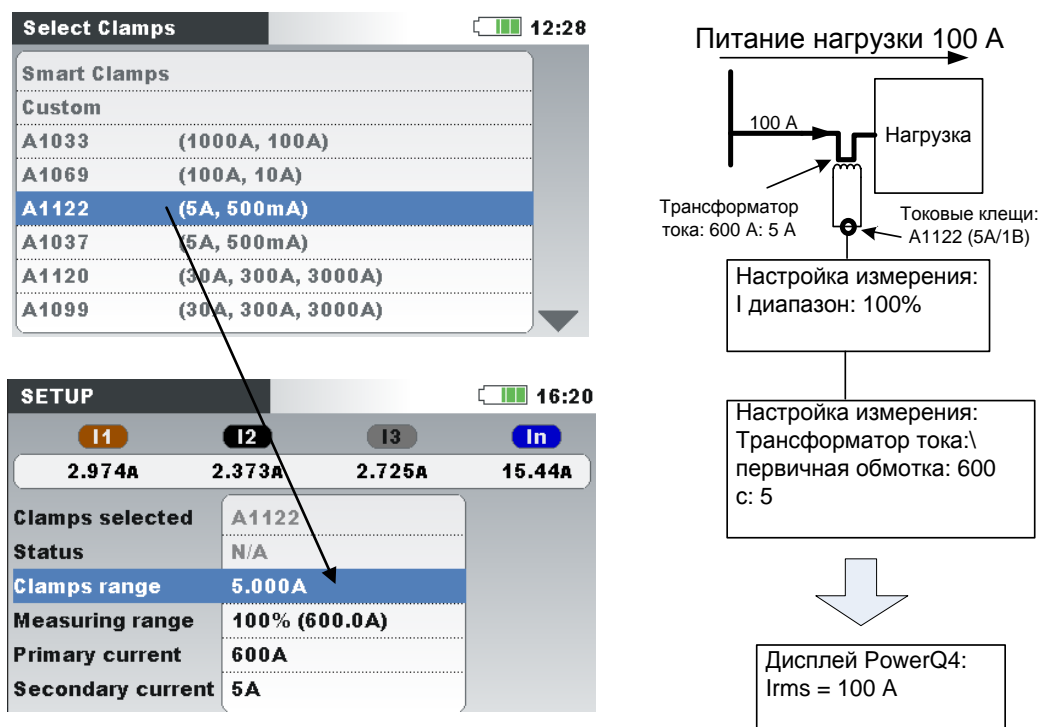 Select Clamps 12:28
Smart Clamps
Custom
A1033 (1000A, 100A)
A1069 (100A, 10A)
A1122 (5A, 500mA)
A1037 (5A, 500mA)
A1120 (30A, 300A, 3000A)
A1099 (30A, 300A, 3000A)
SETUP 16:20
I1 I2 I3 In
2.974A 2.373A 2.725A 15.44A
Clamps selected A1122
Status N/A
Clamps range 5.000A
Measuring range 100% (600.0A)
Primary current 600A
Secondary current 5A
Питание нагрузки 100 А
100 А
Нагрузка
Трансформатор
тока: 600 А: 5 А
Токовые клещи:
А1122 (5А/1В)
Настройка измерения:
I диапазон: 100%
Настройка измерения:
Трансформатор тока:\
первичная обмотка: 600
с: 5
Дисплей PowerQ4:
Irms = 100 А